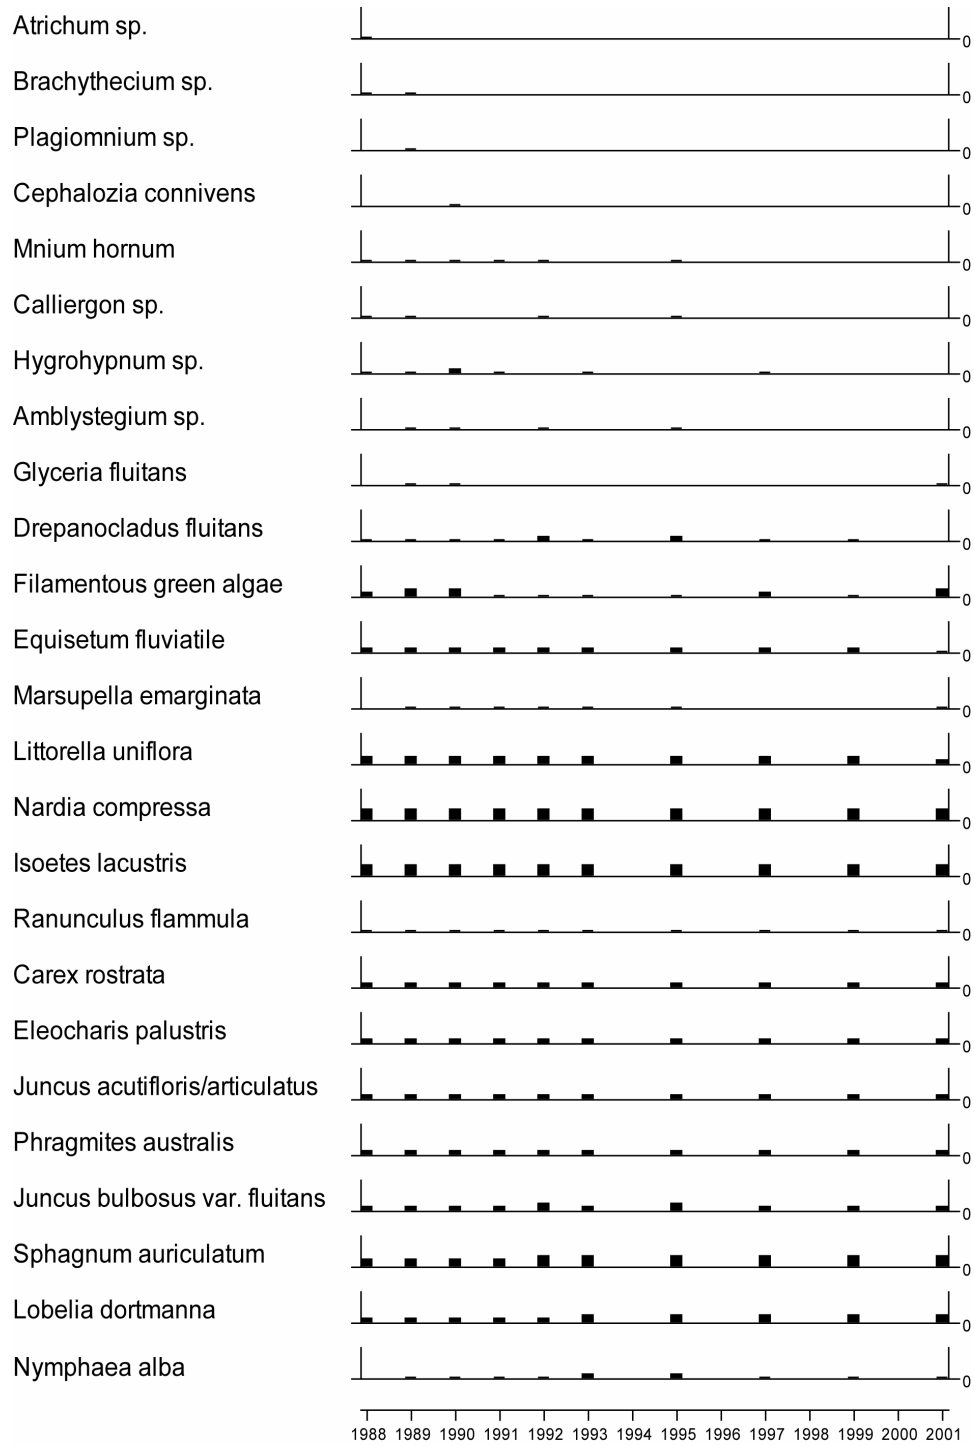 Atrichum sp. 0
Brachythecium sp. 0
Plagiomnium sp. 0
Cephalozia connivens 0
Mnium hornum 0
Calliergon sp. 0
Hygrohypnum sp. 0
Amblystegium sp. 0
Glyceria fluitans 0
Drepanocladus fluitans 0
Filamentous green algae 0
Equisetum fluviatile 0
Marsupella emarginata 0
Littorella uniflora 0
Nardia compressa 0
Isoetes lacustris 0
Ranunculus flammula 0
Carex rostrata 0
Eleocharis palustris 0
Juncus acutifloris/articulatus 0
Phragmites australis 0
Juncus bulbosus var. fluitans 0
Sphagnum auriculatum 0
Lobelia dortmanna 0
Nymphaea alba 0
1988 1989 1990 1991 1992 1993 1994 1995 1996 1997 1998 1999 2000 2001